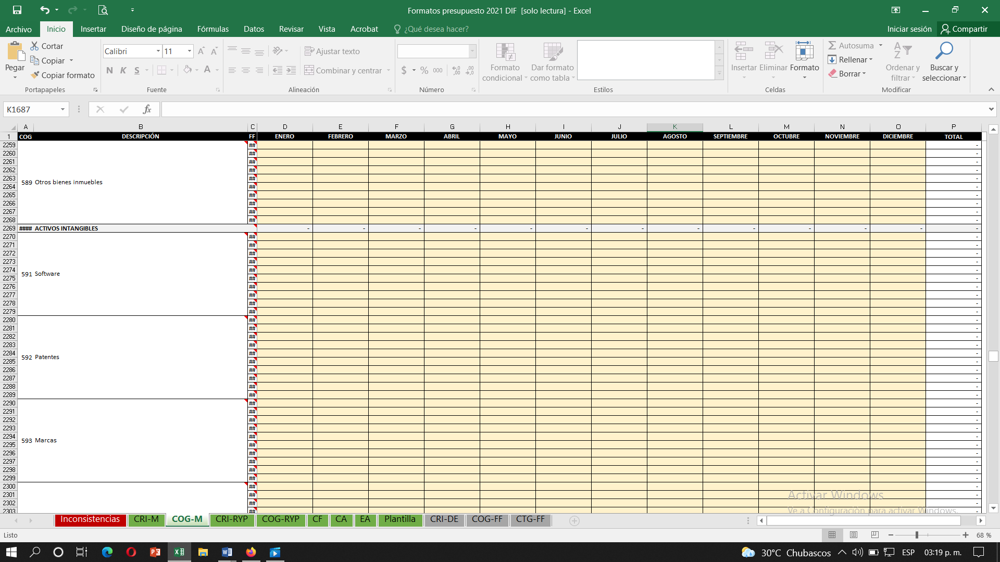 Formatos presupuesto 2021 DIF [solo lectura] - Excel
Archivo Inicio Insertar Diseño de página Fórmulas Datos Revisar Vista Acrobat ¿Qué desea hacer? Iniciar sesión Compartir
Pegar Cortar Copiar Copiar formato
Portapapeles
Calibri 11
N K S A
Fuente
Ajustar texto
Combinar y centrar
Alineación
$ % 000
Número
Formato condicional
Dar formato como tabla
Estilos
Insertar Eliminar Formato
Celdas
Autosuma
Rellenar
Borrar
Ordenar y filtrar
Buscar y seleccionar
Modificar
K1687 fx
A B C D E F G H I J K L M N O P
1 COG DESCRIPCIÓN FF ENERO FEBRERO MARZO ABRIL MAYO JUNIO JULIO AGOSTO SEPTIEMBRE OCTUBRE NOVIEMBRE DICIEMBRE TOTAL
2259 ## -
2260 ## -
2261 ## -
2262 ## -
2263 ## -
589 Otros bienes inmuebles
2264 ## -
2265 ## -
2266 ## -
2267 ## -
2268 ## -
2269 #### ACTIVOS INTANGIBLES - - - - - - - - - - - - -
2270 ## -
2271 ## -
2272 ## -
2273 ## -
2274 ## -
591 Software
2275 ## -
2276 ## -
2277 ## -
2278 ## -
2279 ## -
2280 ## -
2281 ## -
2282 ## -
2283 ## -
2284 ## -
592 Patentes
2285 ## -
2286 ## -
2287 ## -
2288 ## -
2289 ## -
2290 ## -
2291 ## -
2292 ## -
2293 ## -
2294 ## -
593 Marcas
2295 ## -
2296 ## -
2297 ## -
2298 ## -
2299 ## -
2300 ## -
2301 ## -
2302 ## -
2303 ## -
Activar Windows
Ve a Configuración para activar Windows.
Inconsistencias CRI-M COG-M CRI-RYP COG-RYP CF CA EA Plantilla CRI-DE COG-FF CTG-FF
Listo 68 %
30°C Chubascos ESP 03:19 p. m.